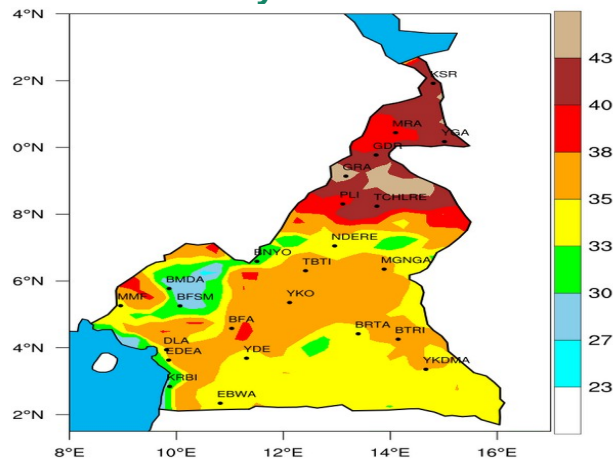 4°N
2°N
0°N
8°N
6°N
4°N
2°N
8°E
10°E
12°E
14°E
16°E
KSR
MRA
YGA
GDR
GRA
PLI
TCHLRE
NDERE
BNYO
TBTI
MGNGA
BMDA
MMF
BFSM
YKO
BFA
BRTA
BTRI
DLA
EDEA
YDE
YKDMA
KRBI
EBWA
43
40
38
35
33
30
27
23